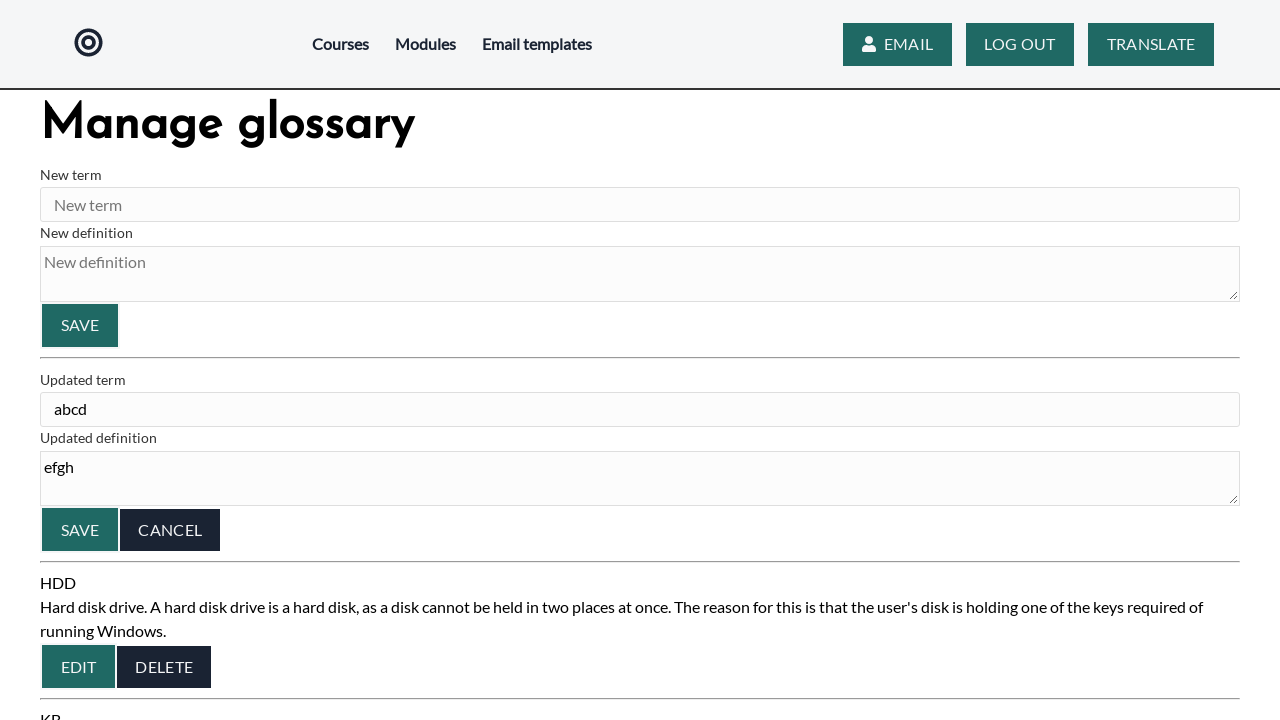 Courses Modules Email templates EMAIL LOG OUT TRANSLATE
Manage glossary
New term
New term
New definition
New definition
SAVE
Updated term
abcd
Updated definition
efgh
SAVE CANCEL
HDD
Hard disk drive. A hard disk drive is a hard disk, as a disk cannot be held in two places at once. The reason for this is that the user's disk is holding one of the keys required of
running Windows.
EDIT DELETE
KB